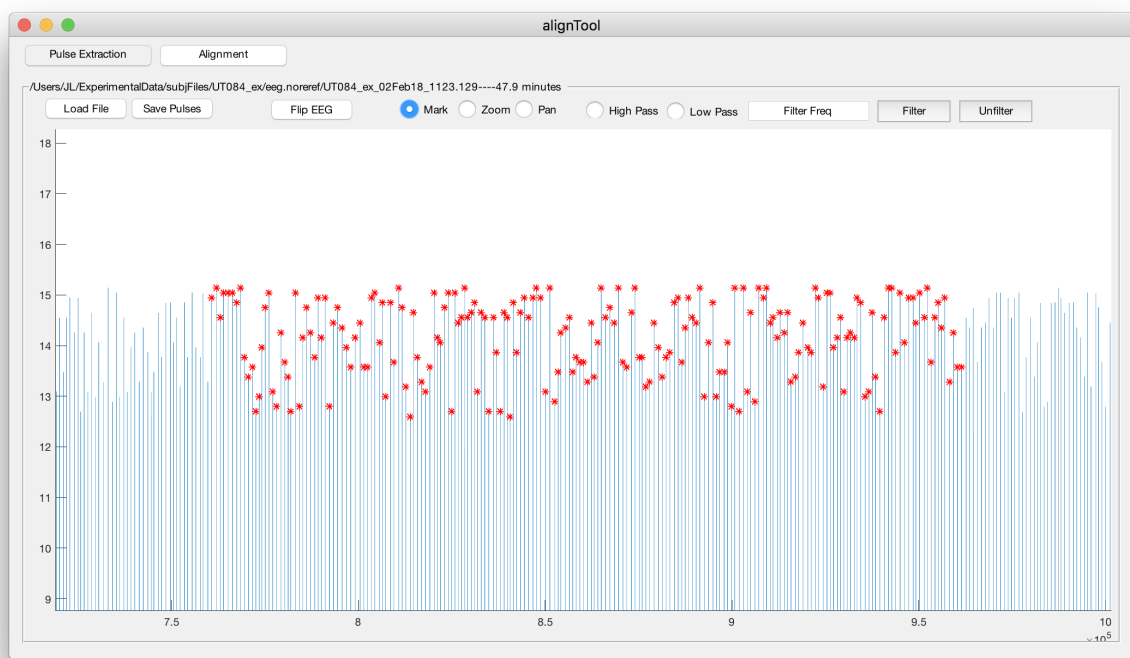 alignTool
Pulse Extraction Alignment
/Users/JL/ExperimentalData/subjFiles/UT084_ex/eeg.noreref/UT084_ex_02Feb18_1123.129----47.9 minutes
Load File Save Pulses Flip EEG Mark Zoom Pan High Pass Low Pass Filter Freq Filter Unfilter
18
17
16
15
14
13
12
11
10
9
7.5 8 8.5 9 9.5 10
×10^5